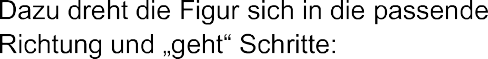 Dazu dreht die Figur sich in die passende
Richtung und „geht“ Schritte: